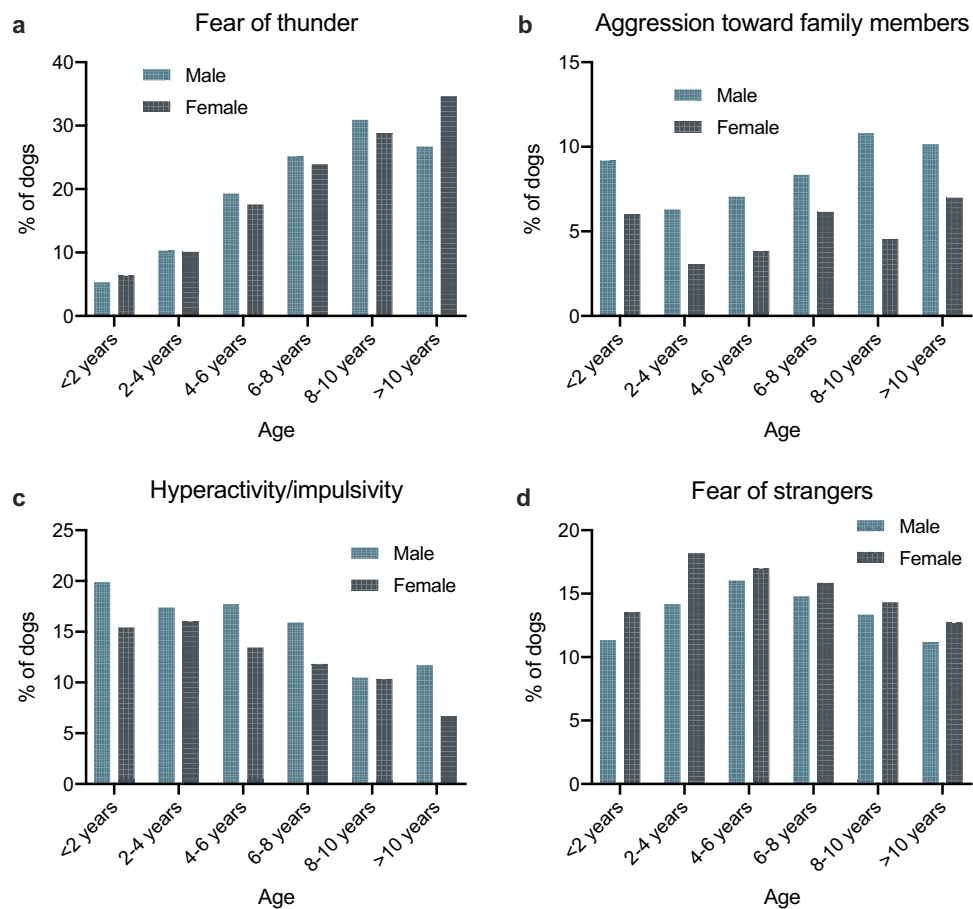 a Fear of thunder
40
30
20
10
0
% of dogs
Male
Female
<2 years
2-4 years
4-6 years
6-8 years
8-10 years
>10 years
Age
b Aggression toward family members
15
10
5
0
% of dogs
Male
Female
<2 years
2-4 years
4-6 years
6-8 years
8-10 years
>10 years
Age
c Hyperactivity/impulsivity
25
20
15
10
5
0
% of dogs
Male
Female
<2 years
2-4 years
4-6 years
6-8 years
8-10 years
>10 years
Age
d Fear of strangers
20
15
10
5
0
% of dogs
Male
Female
<2 years
2-4 years
4-6 years
6-8 years
8-10 years
>10 years
Age